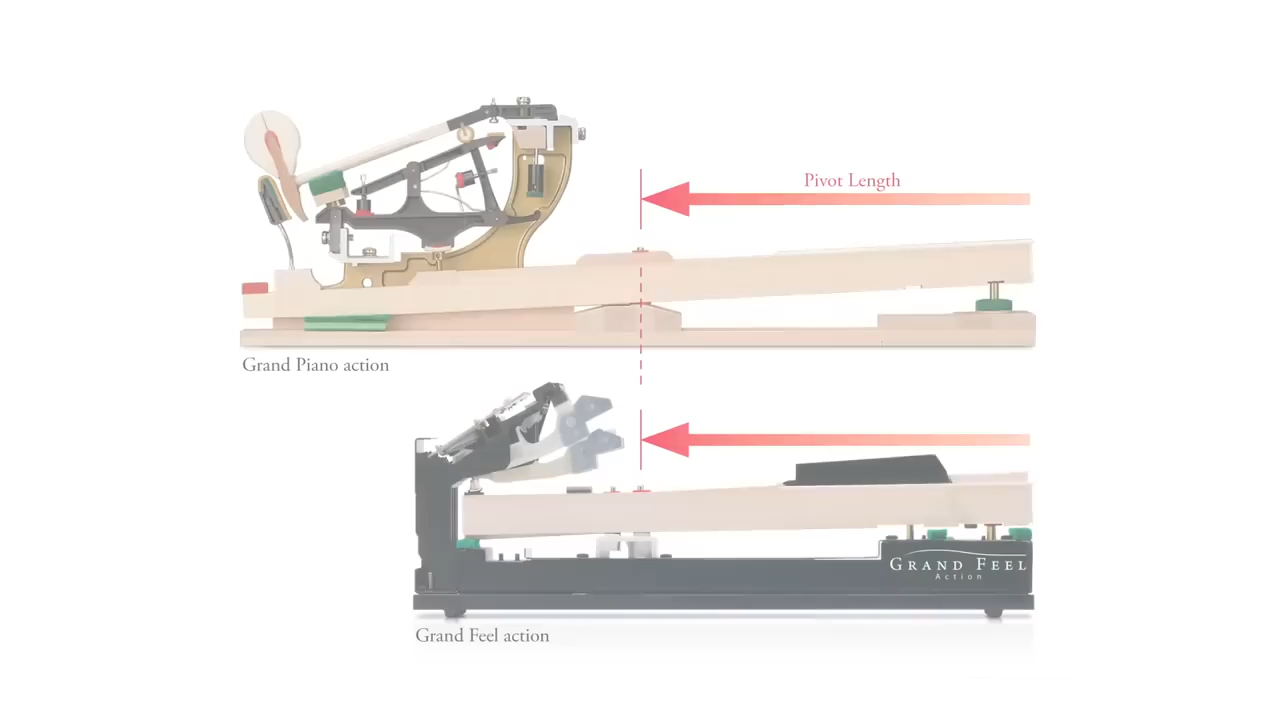 Pivot Length
Grand Piano action
GRAND FEEL
Action
Grand Feel action